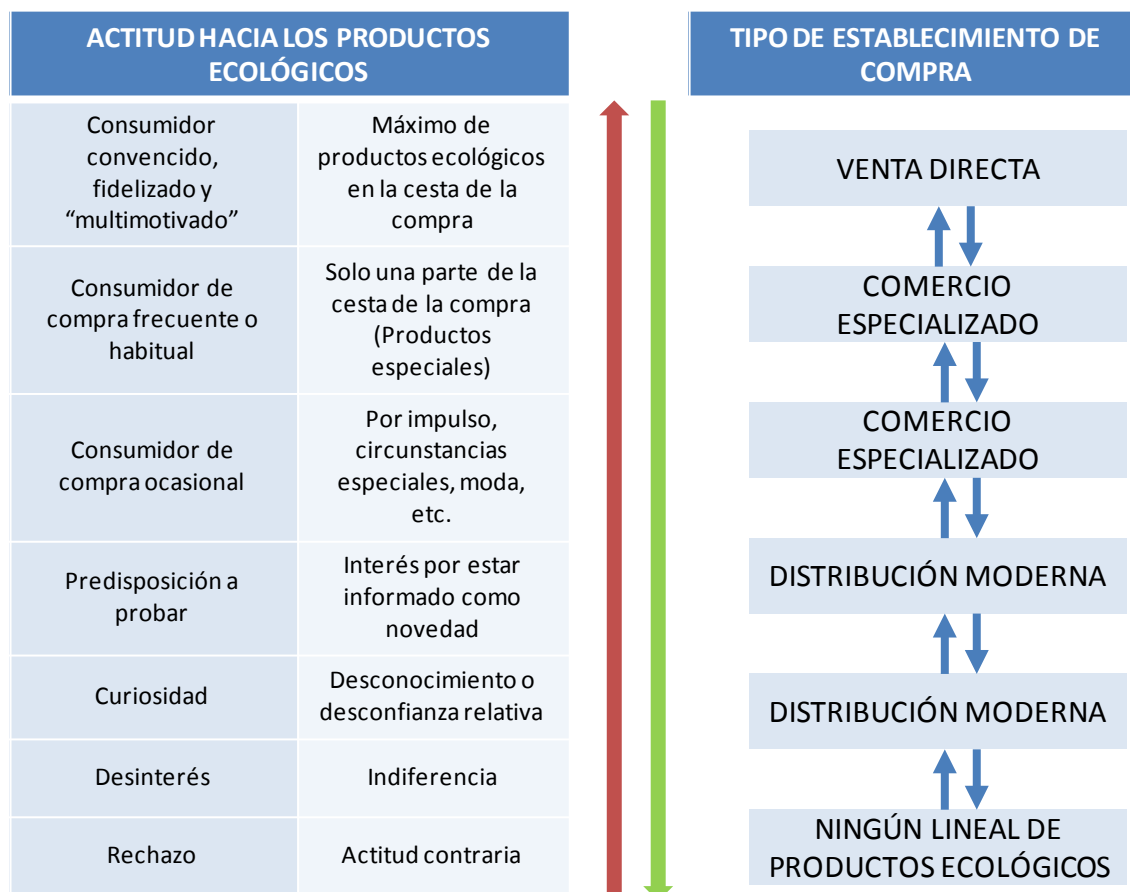 ACTITUD HACIA LOS PRODUCTOS
ECOLÓGICOS
Consumidor
convencido,
fidelizado y
“multimotivado”
Máximo de
productos ecológicos
en la cesta de la
compra
Consumidor de
compra frecuente o
habitual
Solo una parte de la
cesta de la compra
(Productos
especiales)
Consumidor de
compra ocasional
Por impulso,
circunstancias
especiales, moda,
etc.
Predisposición a
probar
Interés por estar
informado como
novedad
Curiosidad
Desconocimiento o
desconfianza relativa
Desinterés
Indiferencia
Rechazo
Actitud contraria
TIPO DE ESTABLECIMIENTO DE
COMPRA
VENTA DIRECTA
COMERCIO
ESPECIALIZADO
COMERCIO
ESPECIALIZADO
DISTRIBUCIÓN MODERNA
DISTRIBUCIÓN MODERNA
NINGÚN LINEAL DE
PRODUCTOS ECOLÓGICOS